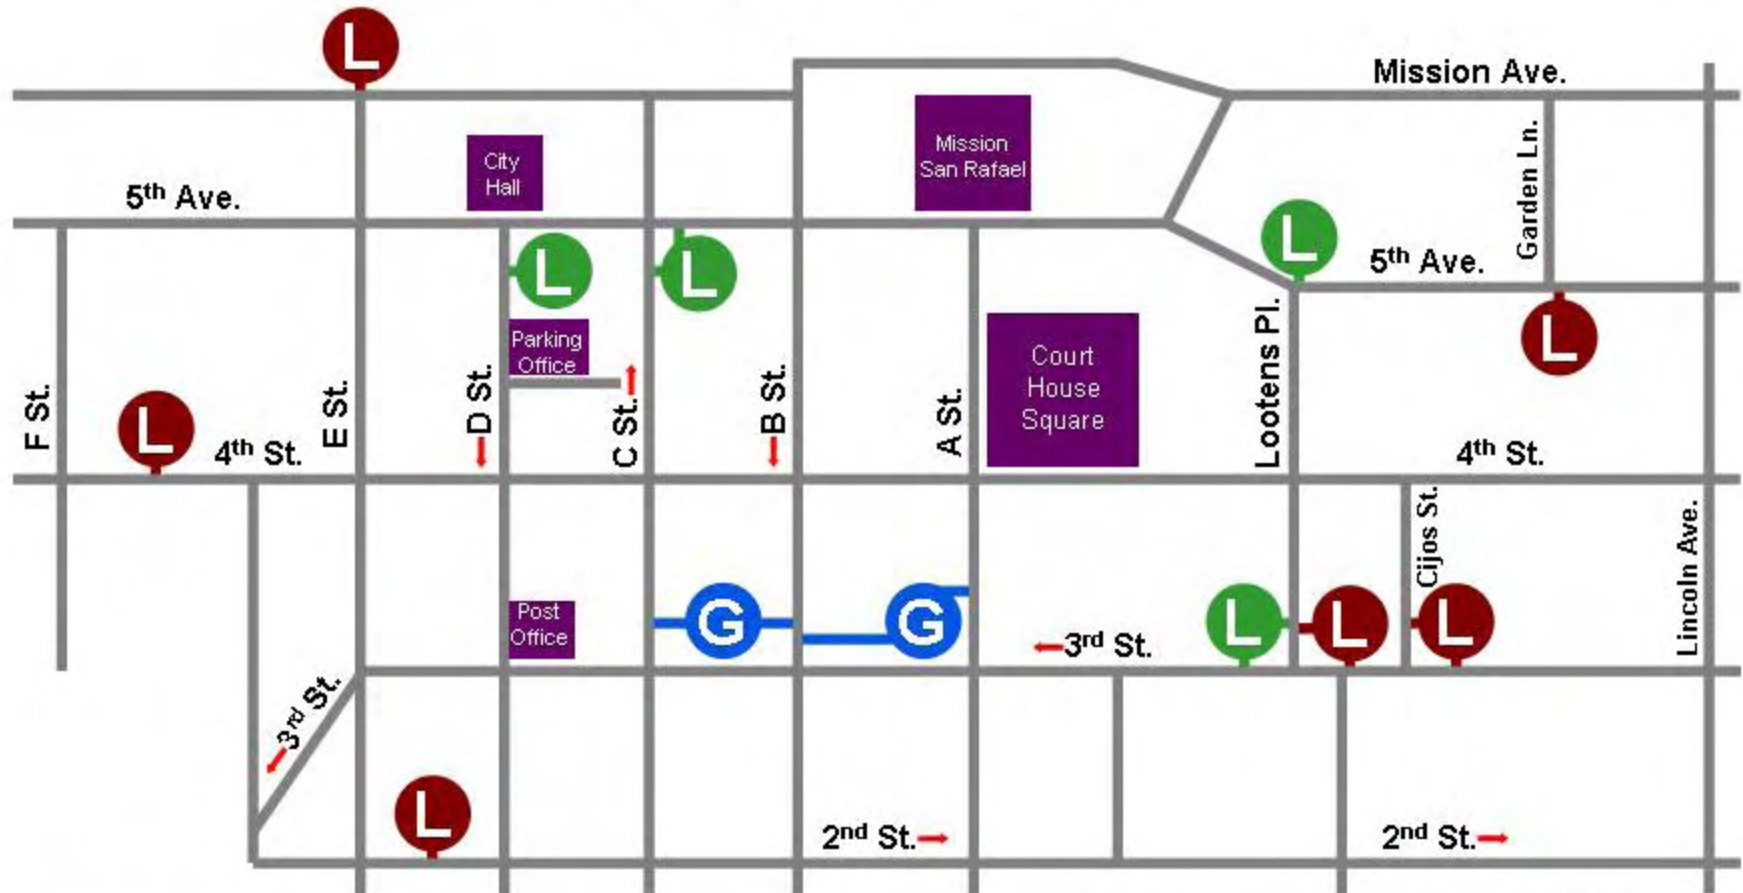 L
Mission Ave.
City
Hall
Mission
San Rafael
Garden Ln.
5th Ave.
L
L
L
5th Ave.
L
Parking
Office
Court
House
Square
Lootens Pl.
F St.
L
4th St.
E St.
D St.
C St.
B St.
A St.
4th St.
Cijos St.
Lincoln Ave.
Post
Office
G
G
3rd St.
L
L
L
3rd St.
L
2nd St.
2nd St.